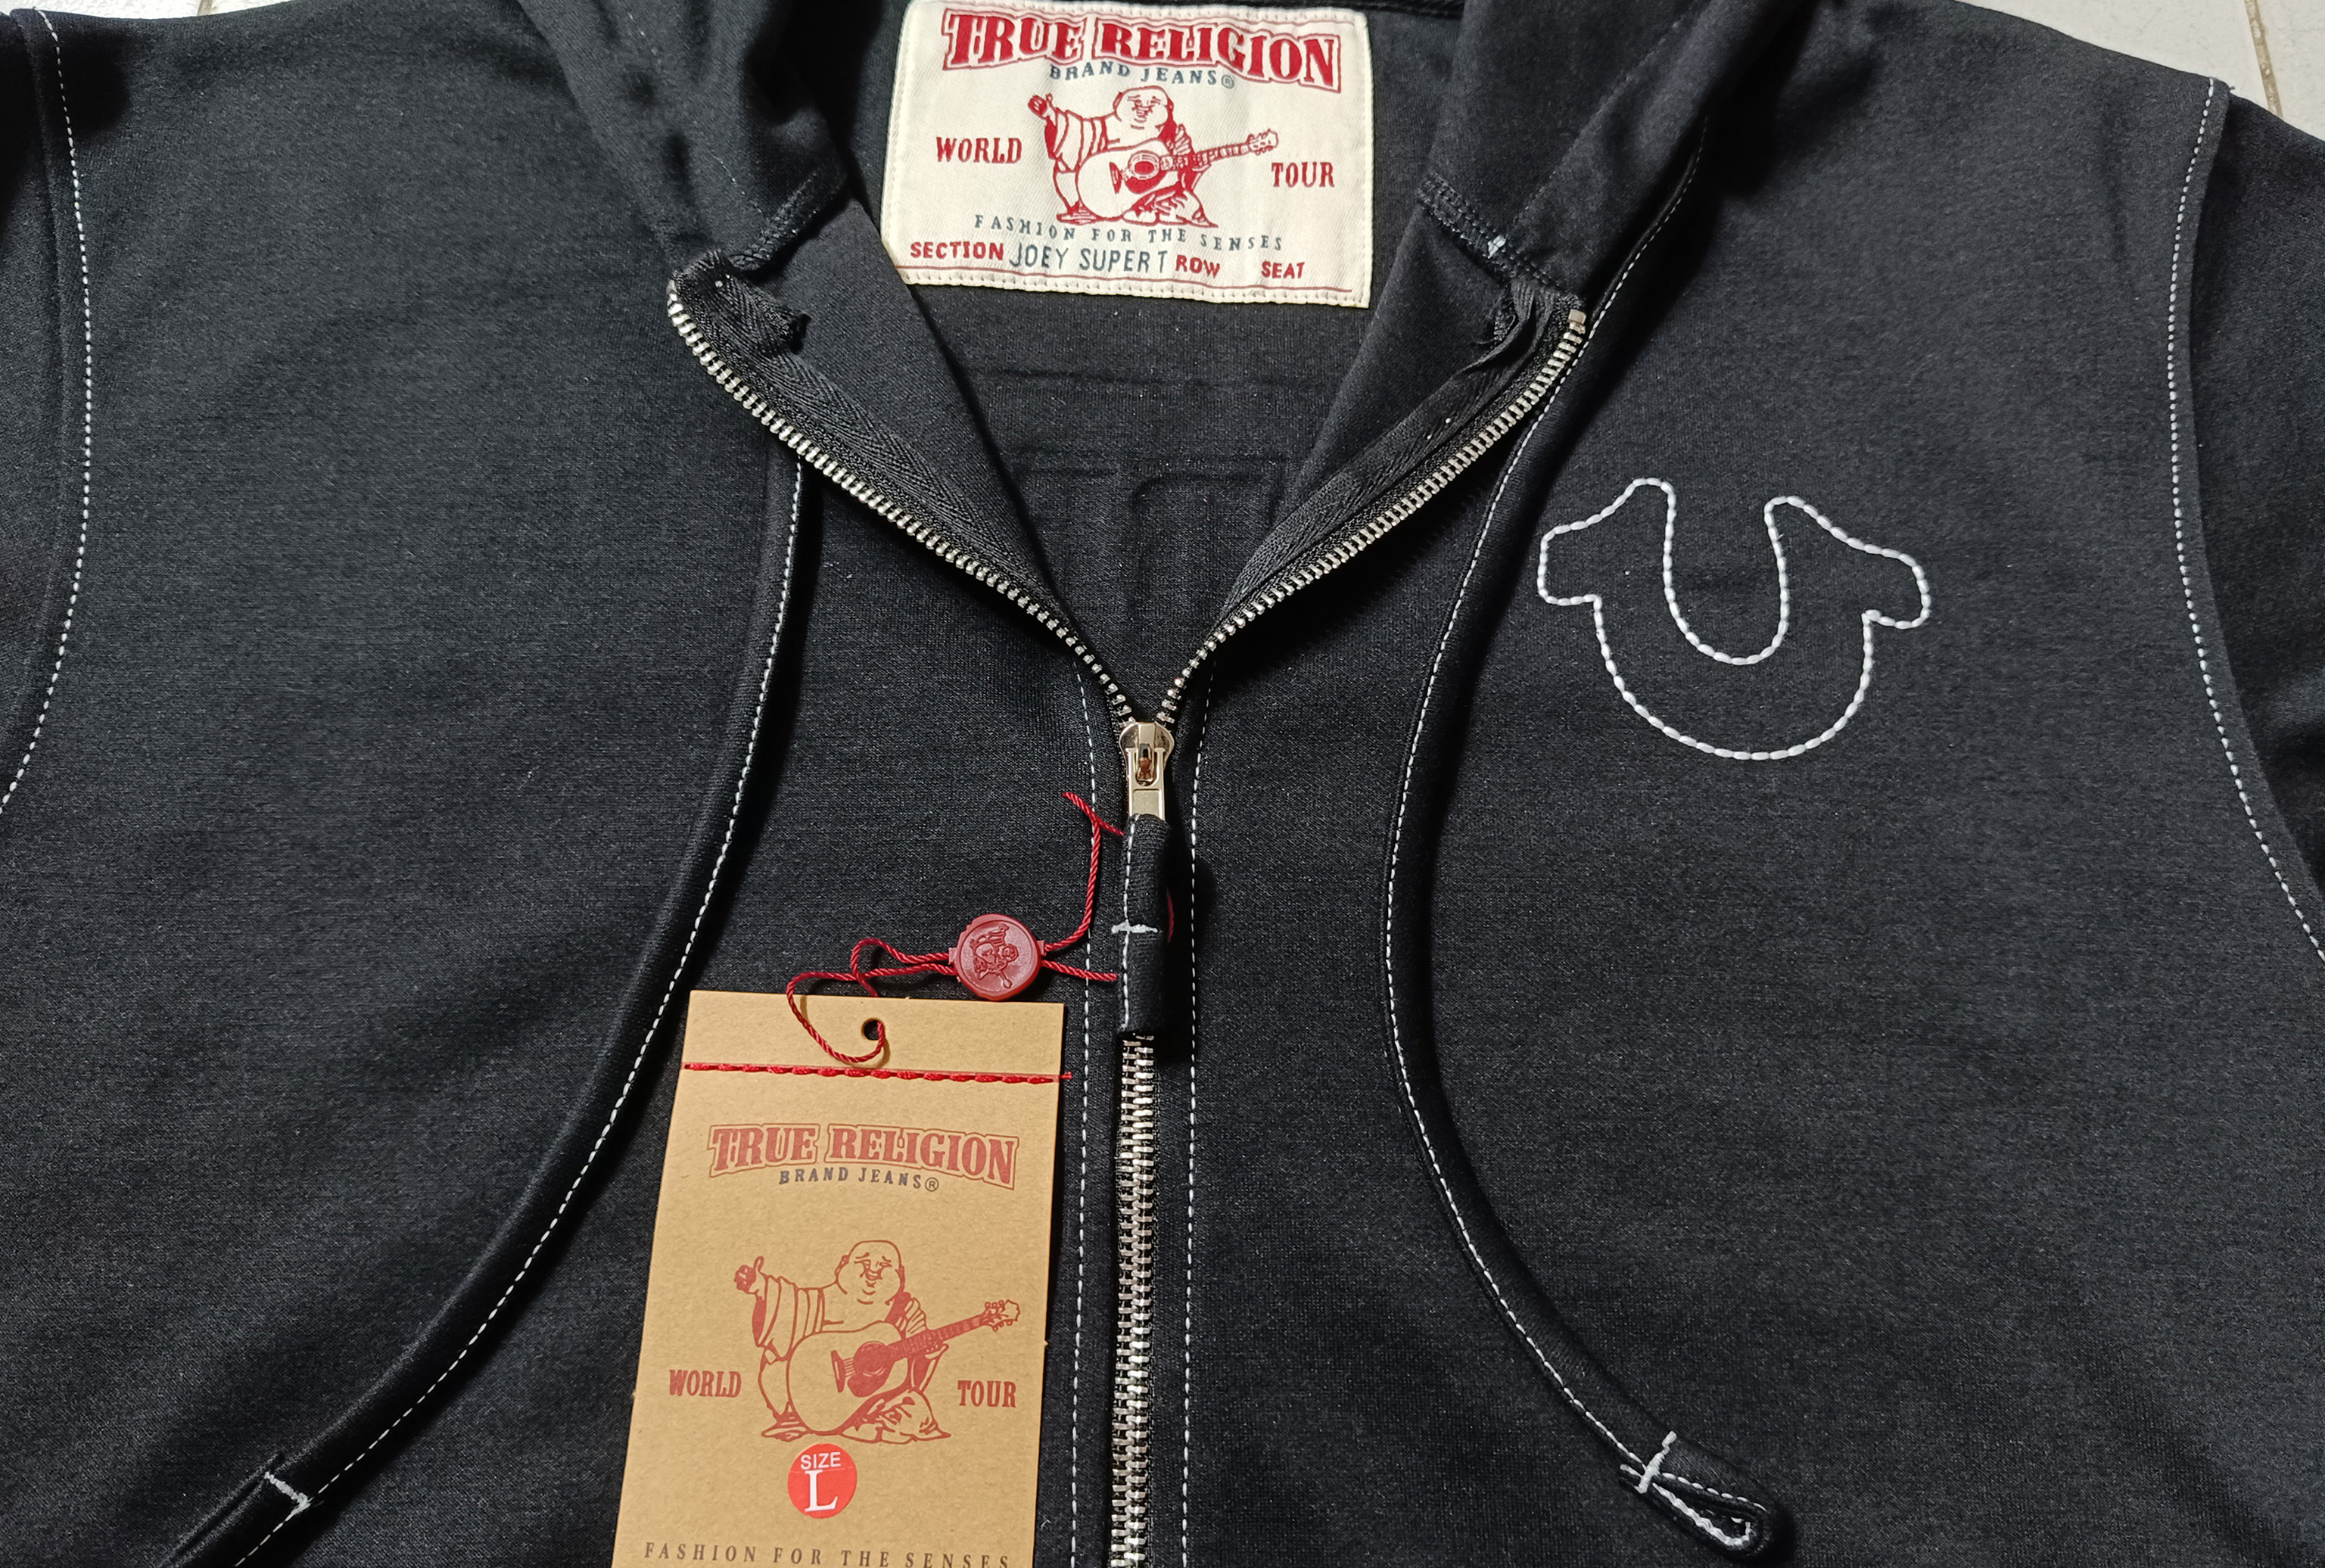 TRUE RELIGION
BRAND JEANS®
WORLD TOUR
FASHION FOR THE SENSES
SECTION JOEY SUPER T ROW SEAT
TRUE RELIGION
BRAND JEANS®
WORLD TOUR
SIZE
L
FASHION FOR THE SENSES